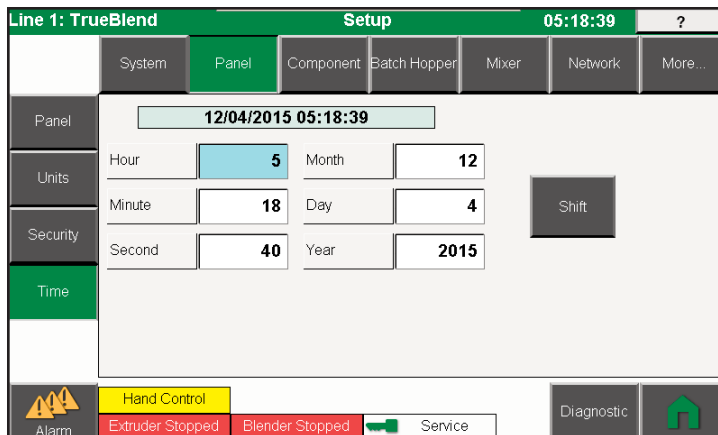 Line 1: TrueBlend Setup 05:18:39 ?
System Panel Component Batch Hopper Mixer Network More...
Panel
12/04/2015 05:18:39
Units
Hour 5 Month 12
Minute 18 Day 4
Shift
Security
Second 40 Year 2015
Time
Hand Control
Alarm
Extruder Stopped Blender Stopped Service
Diagnostic